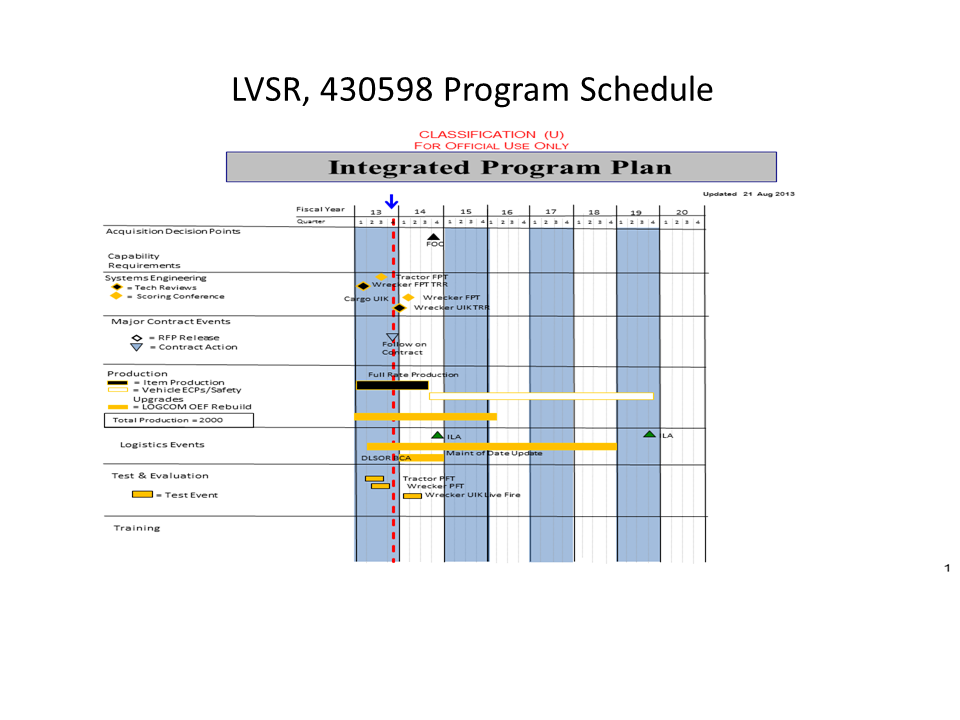 LVSR, 430598 Program Schedule
CLASSIFICATION (U)
FOR OFFICIAL USE ONLY
Integrated Program Plan
Updated 21 Aug 2013
Fiscal Year 13 14 15 16 17 18 19 20
Quarter 1 2 3 1 2 3 4 1 2 3 4 1 2 3 4 1 2 3 4 1 2 3 4 1 2 3 4 1 2 3 4
Acquisition Decision Points
FOC
Capability
Requirements
Systems Engineering
Tractor FPT
= Tech Reviews
Wrecker FPT TRR
= Scoring Conference
Cargo UIK
Wrecker FPT
Wrecker UIK TRR
Major Contract Events
= RFP Release
= Contract Action
Follow on
Contract
Production
Full Rate Production
= Item Production
= Vehicle ECPs/Safety
Upgrades
= LOGCOM OEF Rebuild
Total Production = 2000
ILA
ILA
Logistics Events
Maint of Date Update
DLSOR BCA
Test & Evaluation
Tractor PFT
Wrecker PFT
= Test Event
Wrecker UIK Live Fire
Training
1